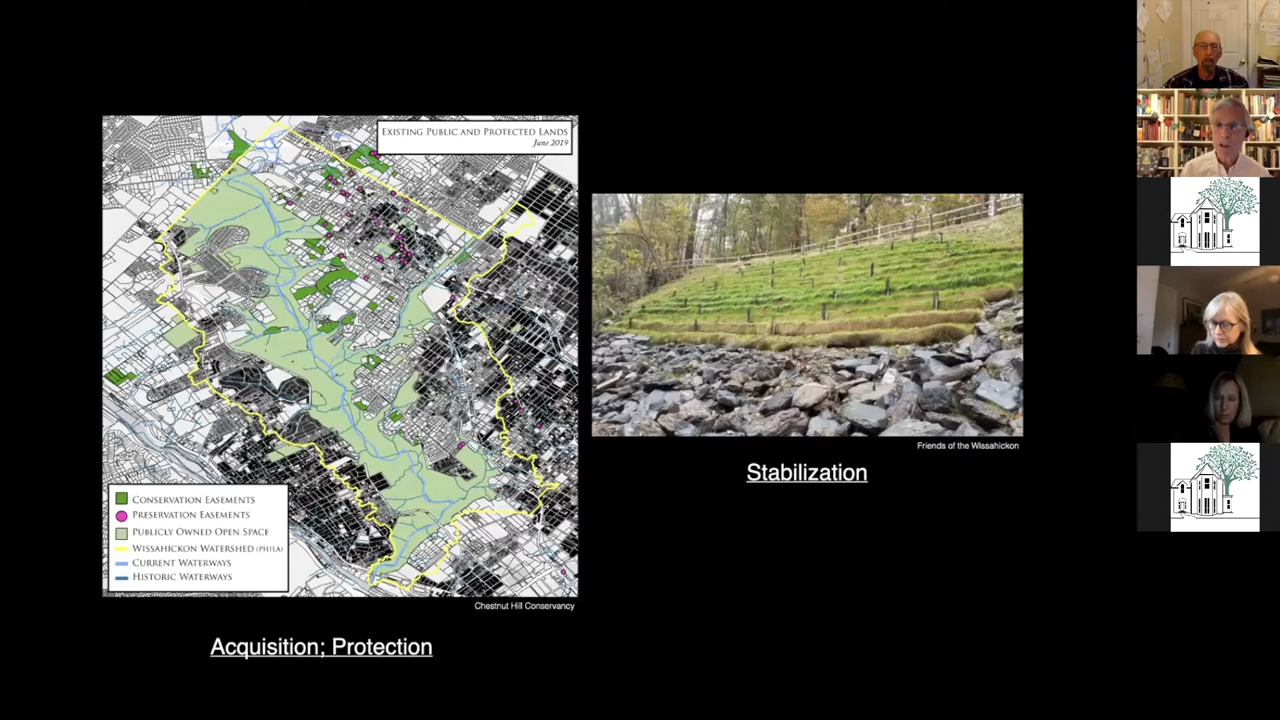 EXISTING PUBLIC AND PROTECTED LANDS
June 2019
CONSERVATION EASEMENTS
PRESERVATION EASEMENTS
PUBLICLY OWNED OPEN SPACE
WISSAHICKON WATERSHED (PHILA)
CURRENT WATERWAYS
HISTORIC WATERWAYS
Chestnut Hill Conservancy
Acquisition; Protection
Friends of the Wissahickon
Stabilization